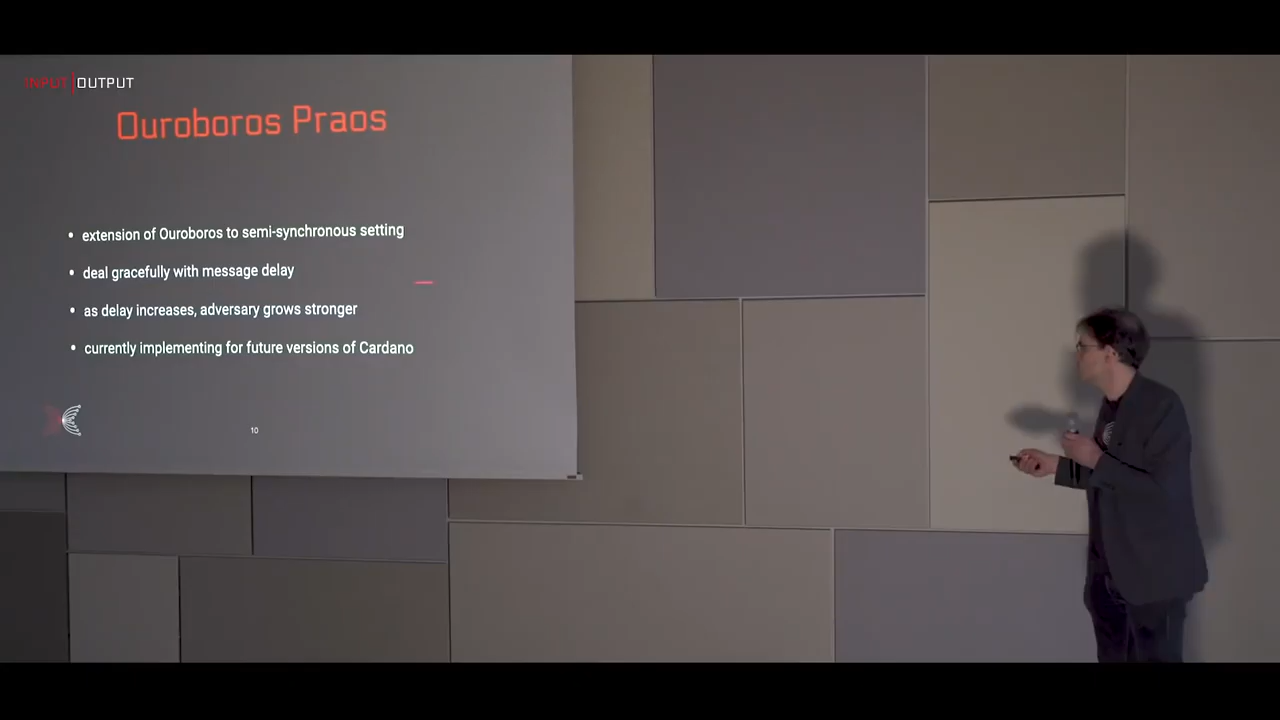 INPUT|OUTPUT
Ouroboros Praos
• extension of Ouroboros to semi-synchronous setting
• deal gracefully with message delay
• as delay increases, adversary grows stronger
• currently implementing for future versions of Cardano
10